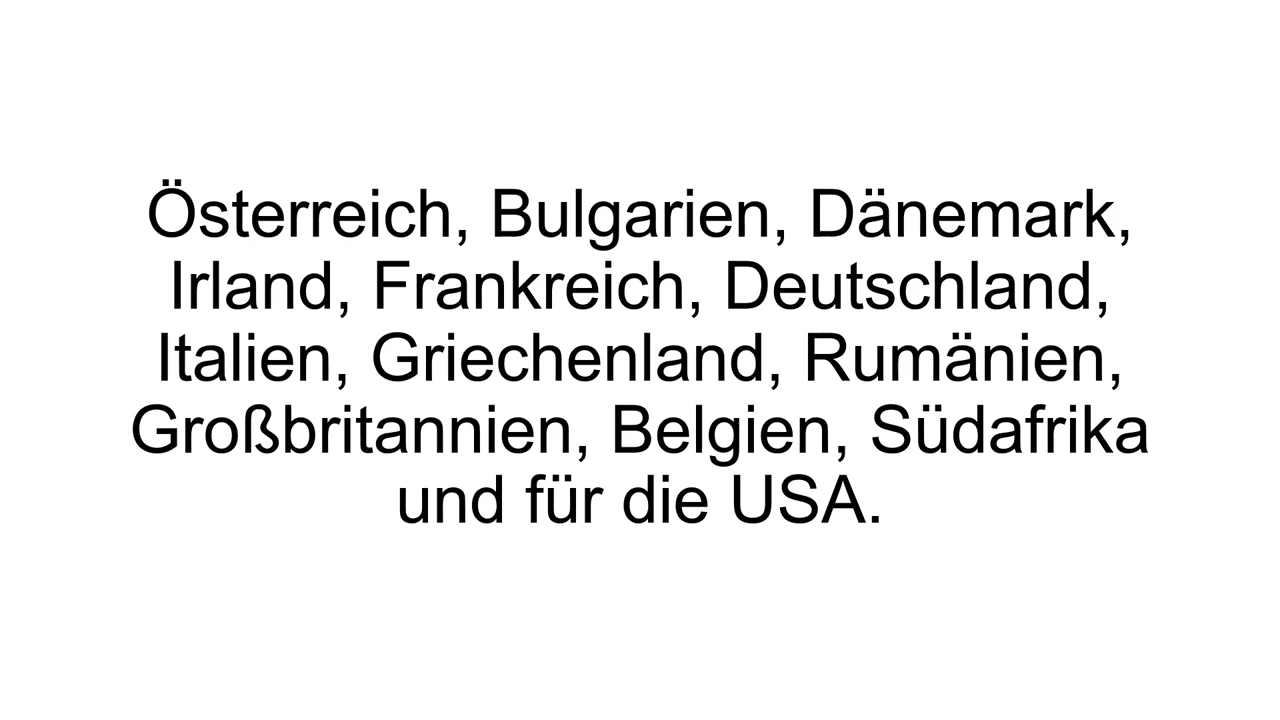 Österreich, Bulgarien, Dänemark,
Irland, Frankreich, Deutschland,
Italien, Griechenland, Rumänien,
Großbritannien, Belgien, Südafrika
und für die USA.